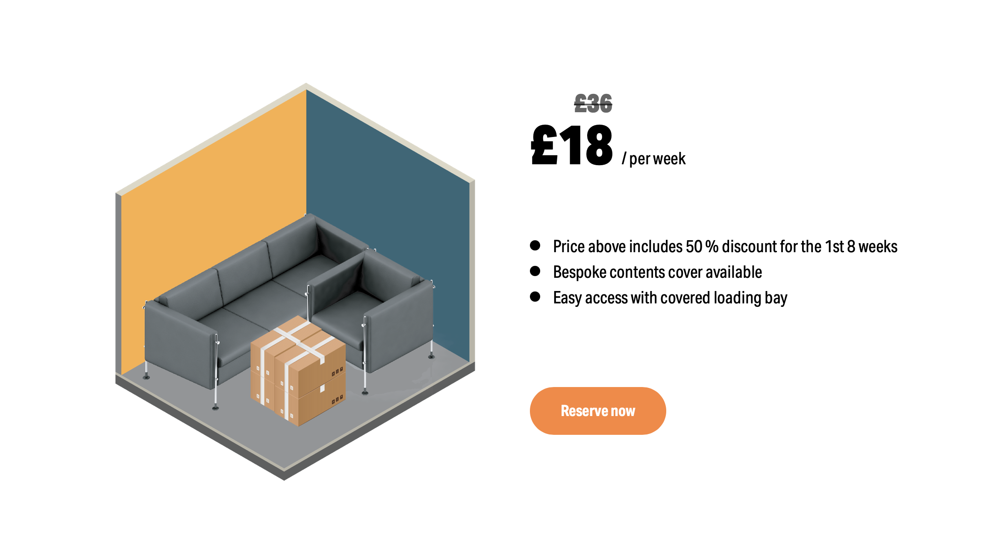 £36
£18 / per week
Price above includes 50 % discount for the 1st 8 weeks
Bespoke contents cover available
Easy access with covered loading bay
Reserve now